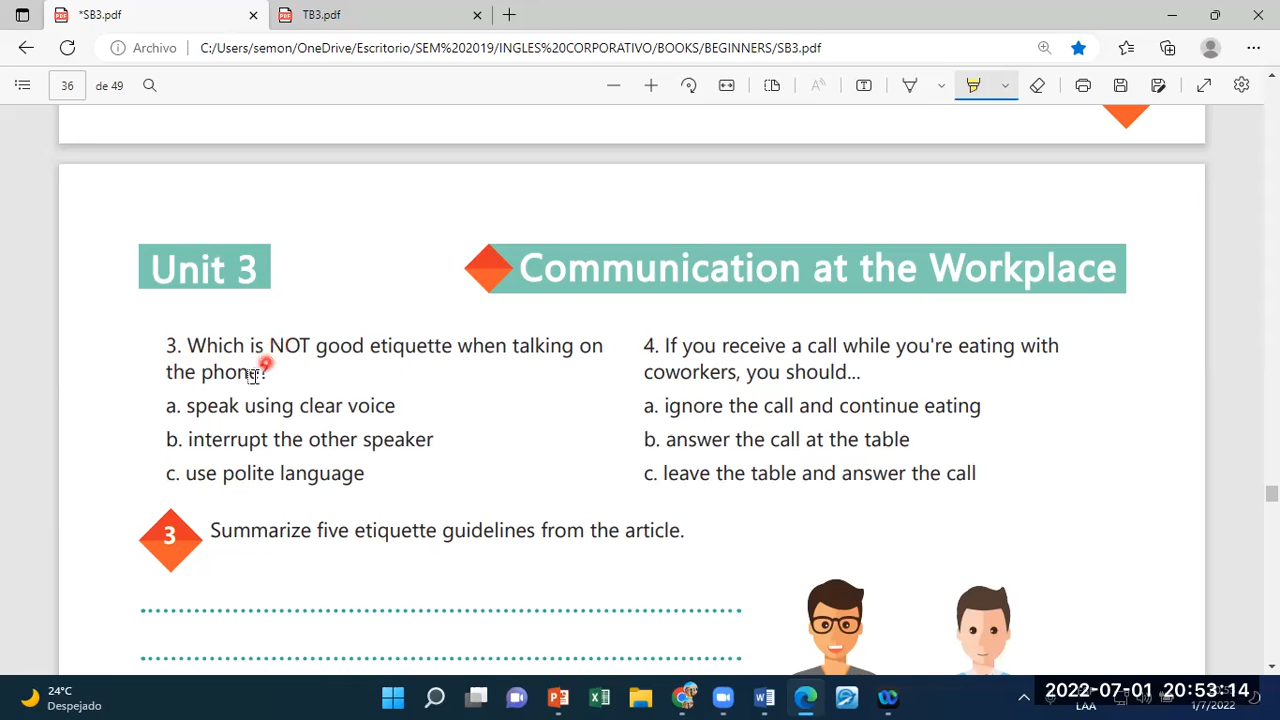 *SB3.pdf
TB3.pdf
Archivo
C:/Users/semon/OneDrive/Escritorio/SEM%202019/INGLES%20CORPORATIVO/BOOKS/BEGINNERS/SB3.pdf
36
de 49
Unit 3
Communication at the Workplace
3. Which is NOT good etiquette when talking on
the phone?
a. speak using clear voice
b. interrupt the other speaker
c. use polite language
4. If you receive a call while you're eating with
coworkers, you should...
a. ignore the call and continue eating
b. answer the call at the table
c. leave the table and answer the call
3
Summarize five etiquette guidelines from the article.
24°C
Despejado
LAA
2022-07-01 20:53:14
1/7/2022